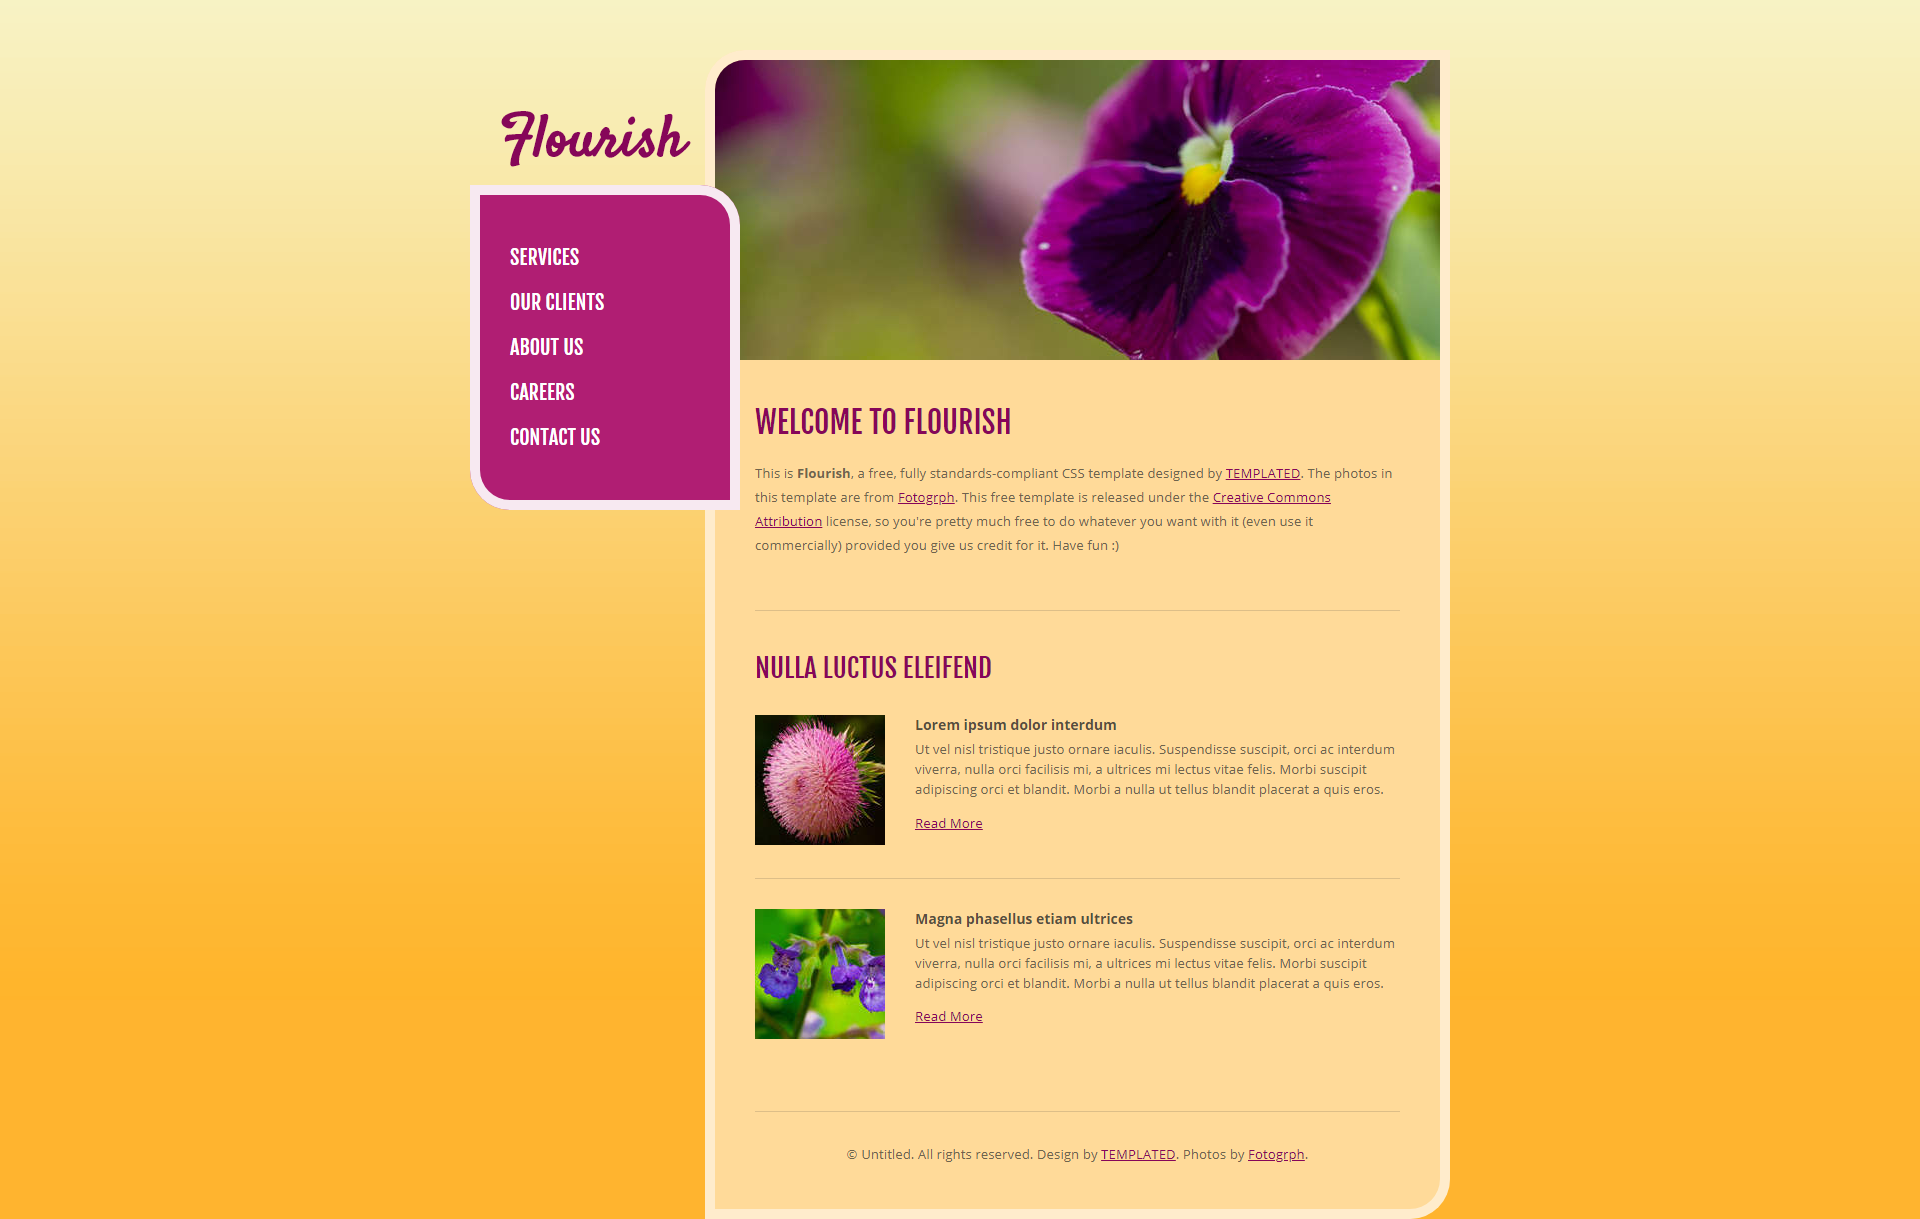 Flourish
SERVICES
OUR CLIENTS
ABOUT US
CAREERS
CONTACT US
WELCOME TO FLOURISH
This is Flourish, a free, fully standards-compliant CSS template designed by TEMPLATED. The photos in
this template are from Fotogrph. This free template is released under the Creative Commons
Attribution license, so you're pretty much free to do whatever you want with it (even use it
commercially) provided you give us credit for it. Have fun :)
NULLA LUCTUS ELEIFEND
Lorem ipsum dolor interdum
Ut vel nisl tristique justo ornare iaculis. Suspendisse suscipit, orci ac interdum
viverra, nulla orci facilisis mi, a ultrices mi lectus vitae felis. Morbi suscipit
adipiscing orci et blandit. Morbi a nulla ut tellus blandit placerat a quis eros.
Read More
Magna phasellus etiam ultrices
Ut vel nisl tristique justo ornare iaculis. Suspendisse suscipit, orci ac interdum
viverra, nulla orci facilisis mi, a ultrices mi lectus vitae felis. Morbi suscipit
adipiscing orci et blandit. Morbi a nulla ut tellus blandit placerat a quis eros.
Read More
© Untitled. All rights reserved. Design by TEMPLATED. Photos by Fotogrph.